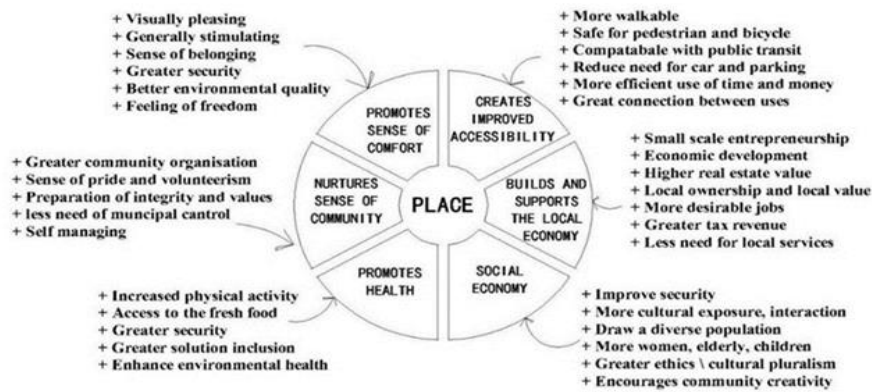 + Visually pleasing
+ Generally stimulating
+ Sense of belonging
+ Greater security
+ Better environmental quality
+ Feeling of freedom
+ More walkable
+ Safe for pedestrian and bicycle
+ Compatabale with public transit
+ Reduce need for car and parking
+ More efficient use of time and money
+ Great connection between uses
PROMOTES
SENSE OF
COMFORT
CREATES
IMPROVED
ACCESSIBILITY
+ Greater community organisation
+ Sense of pride and volunteerism
+ Preparation of integrity and values
+ less need of muncipal cantrol
+ Self managing
NURTURES
SENSE OF
COMMUNITY
PLACE
BUILDS AND
SUPPORTS
THE LOCAL
ECONOMY
+ Small scale entrepreneurship
+ Economic development
+ Higher real estate value
+ Local ownership and local value
+ More desirable jobs
+ Greater tax revenue
+ Less need for local services
PROMOTES
HEALTH
SOCIAL
ECONOMY
+ Increased physical activity
+ Access to the fresh food
+ Greater security
+ Greater solution inclusion
+ Enhance environmental health
+ Improve security
+ More cultural exposure, interaction
+ Draw a diverse population
+ More women, elderly, children
+ Greater ethics \ cultural pluralism
+ Encourages community creativity